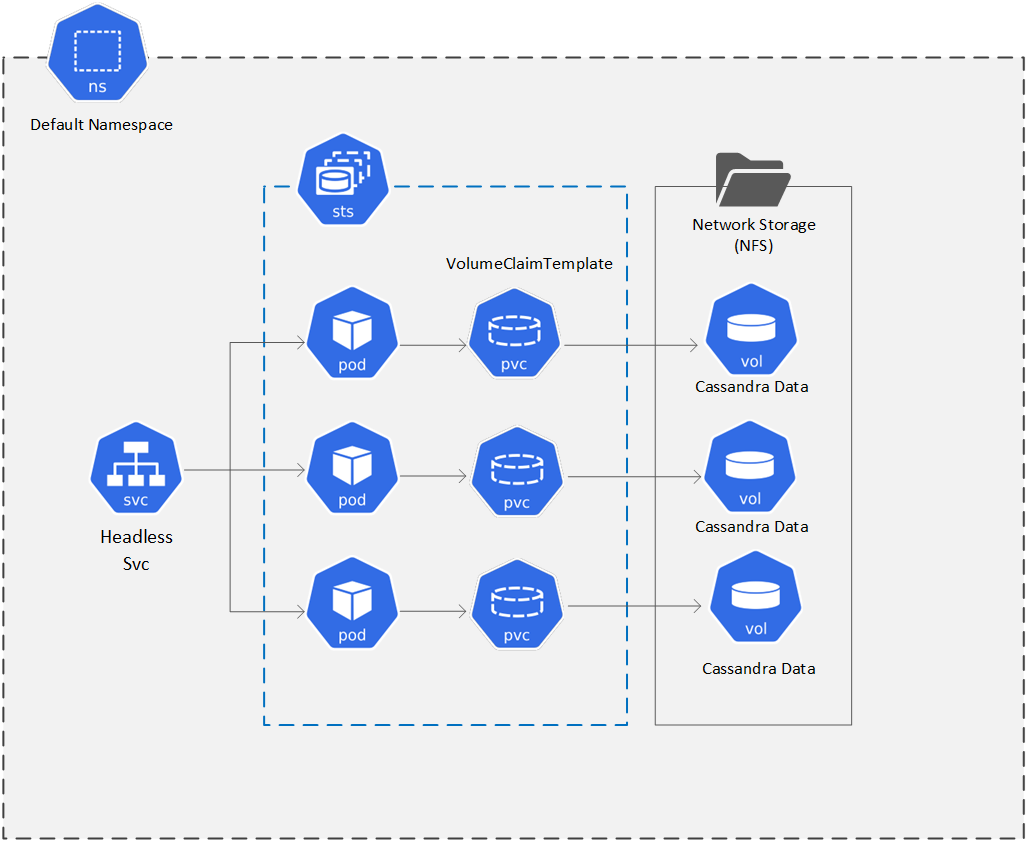 ns
Default Namespace
sts
Network Storage
(NFS)
VolumeClaimTemplate
pod
pvc
vol
Cassandra Data
svc
Headless
Svc
pod
pvc
vol
Cassandra Data
pod
pvc
vol
Cassandra Data